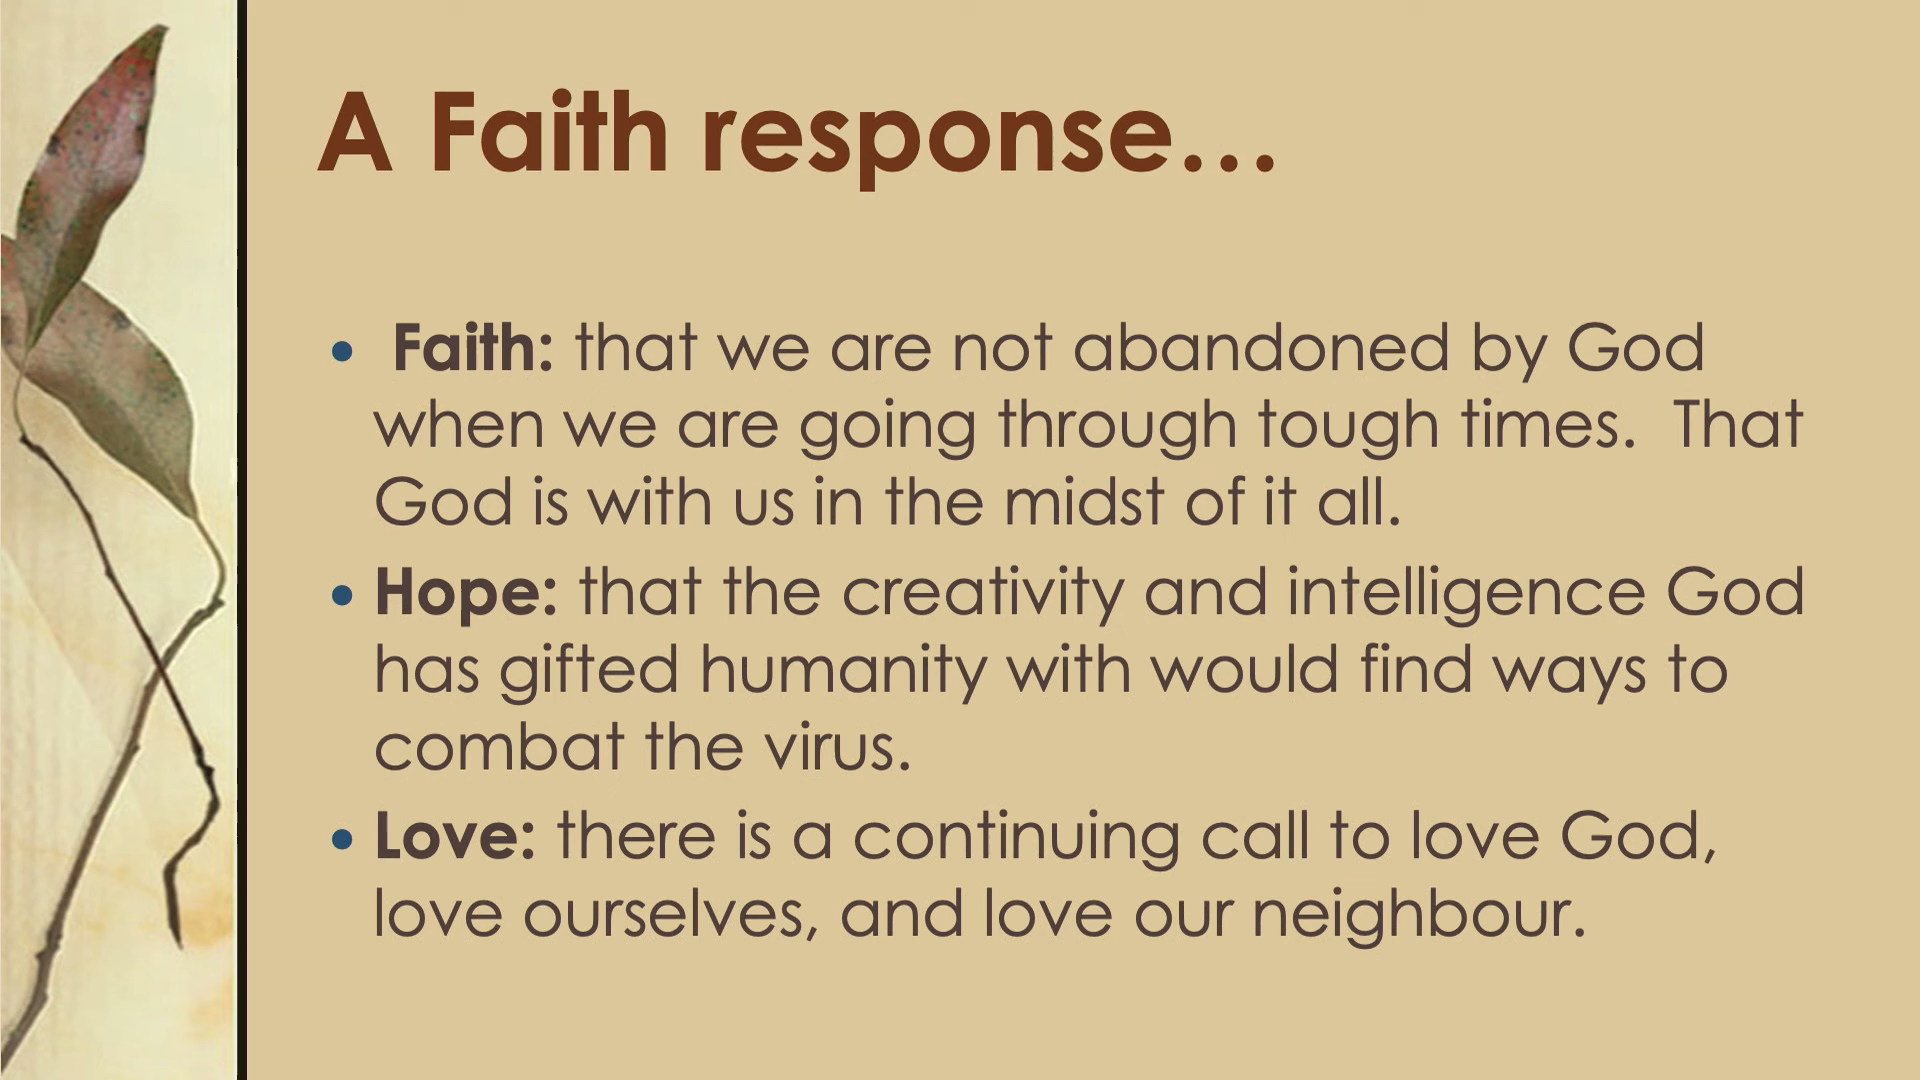 A Faith response…
• Faith: that we are not abandoned by God
when we are going through tough times.  That
God is with us in the midst of it all.
• Hope: that the creativity and intelligence God
has gifted humanity with would find ways to
combat the virus.
• Love: there is a continuing call to love God,
love ourselves, and love our neighbour.